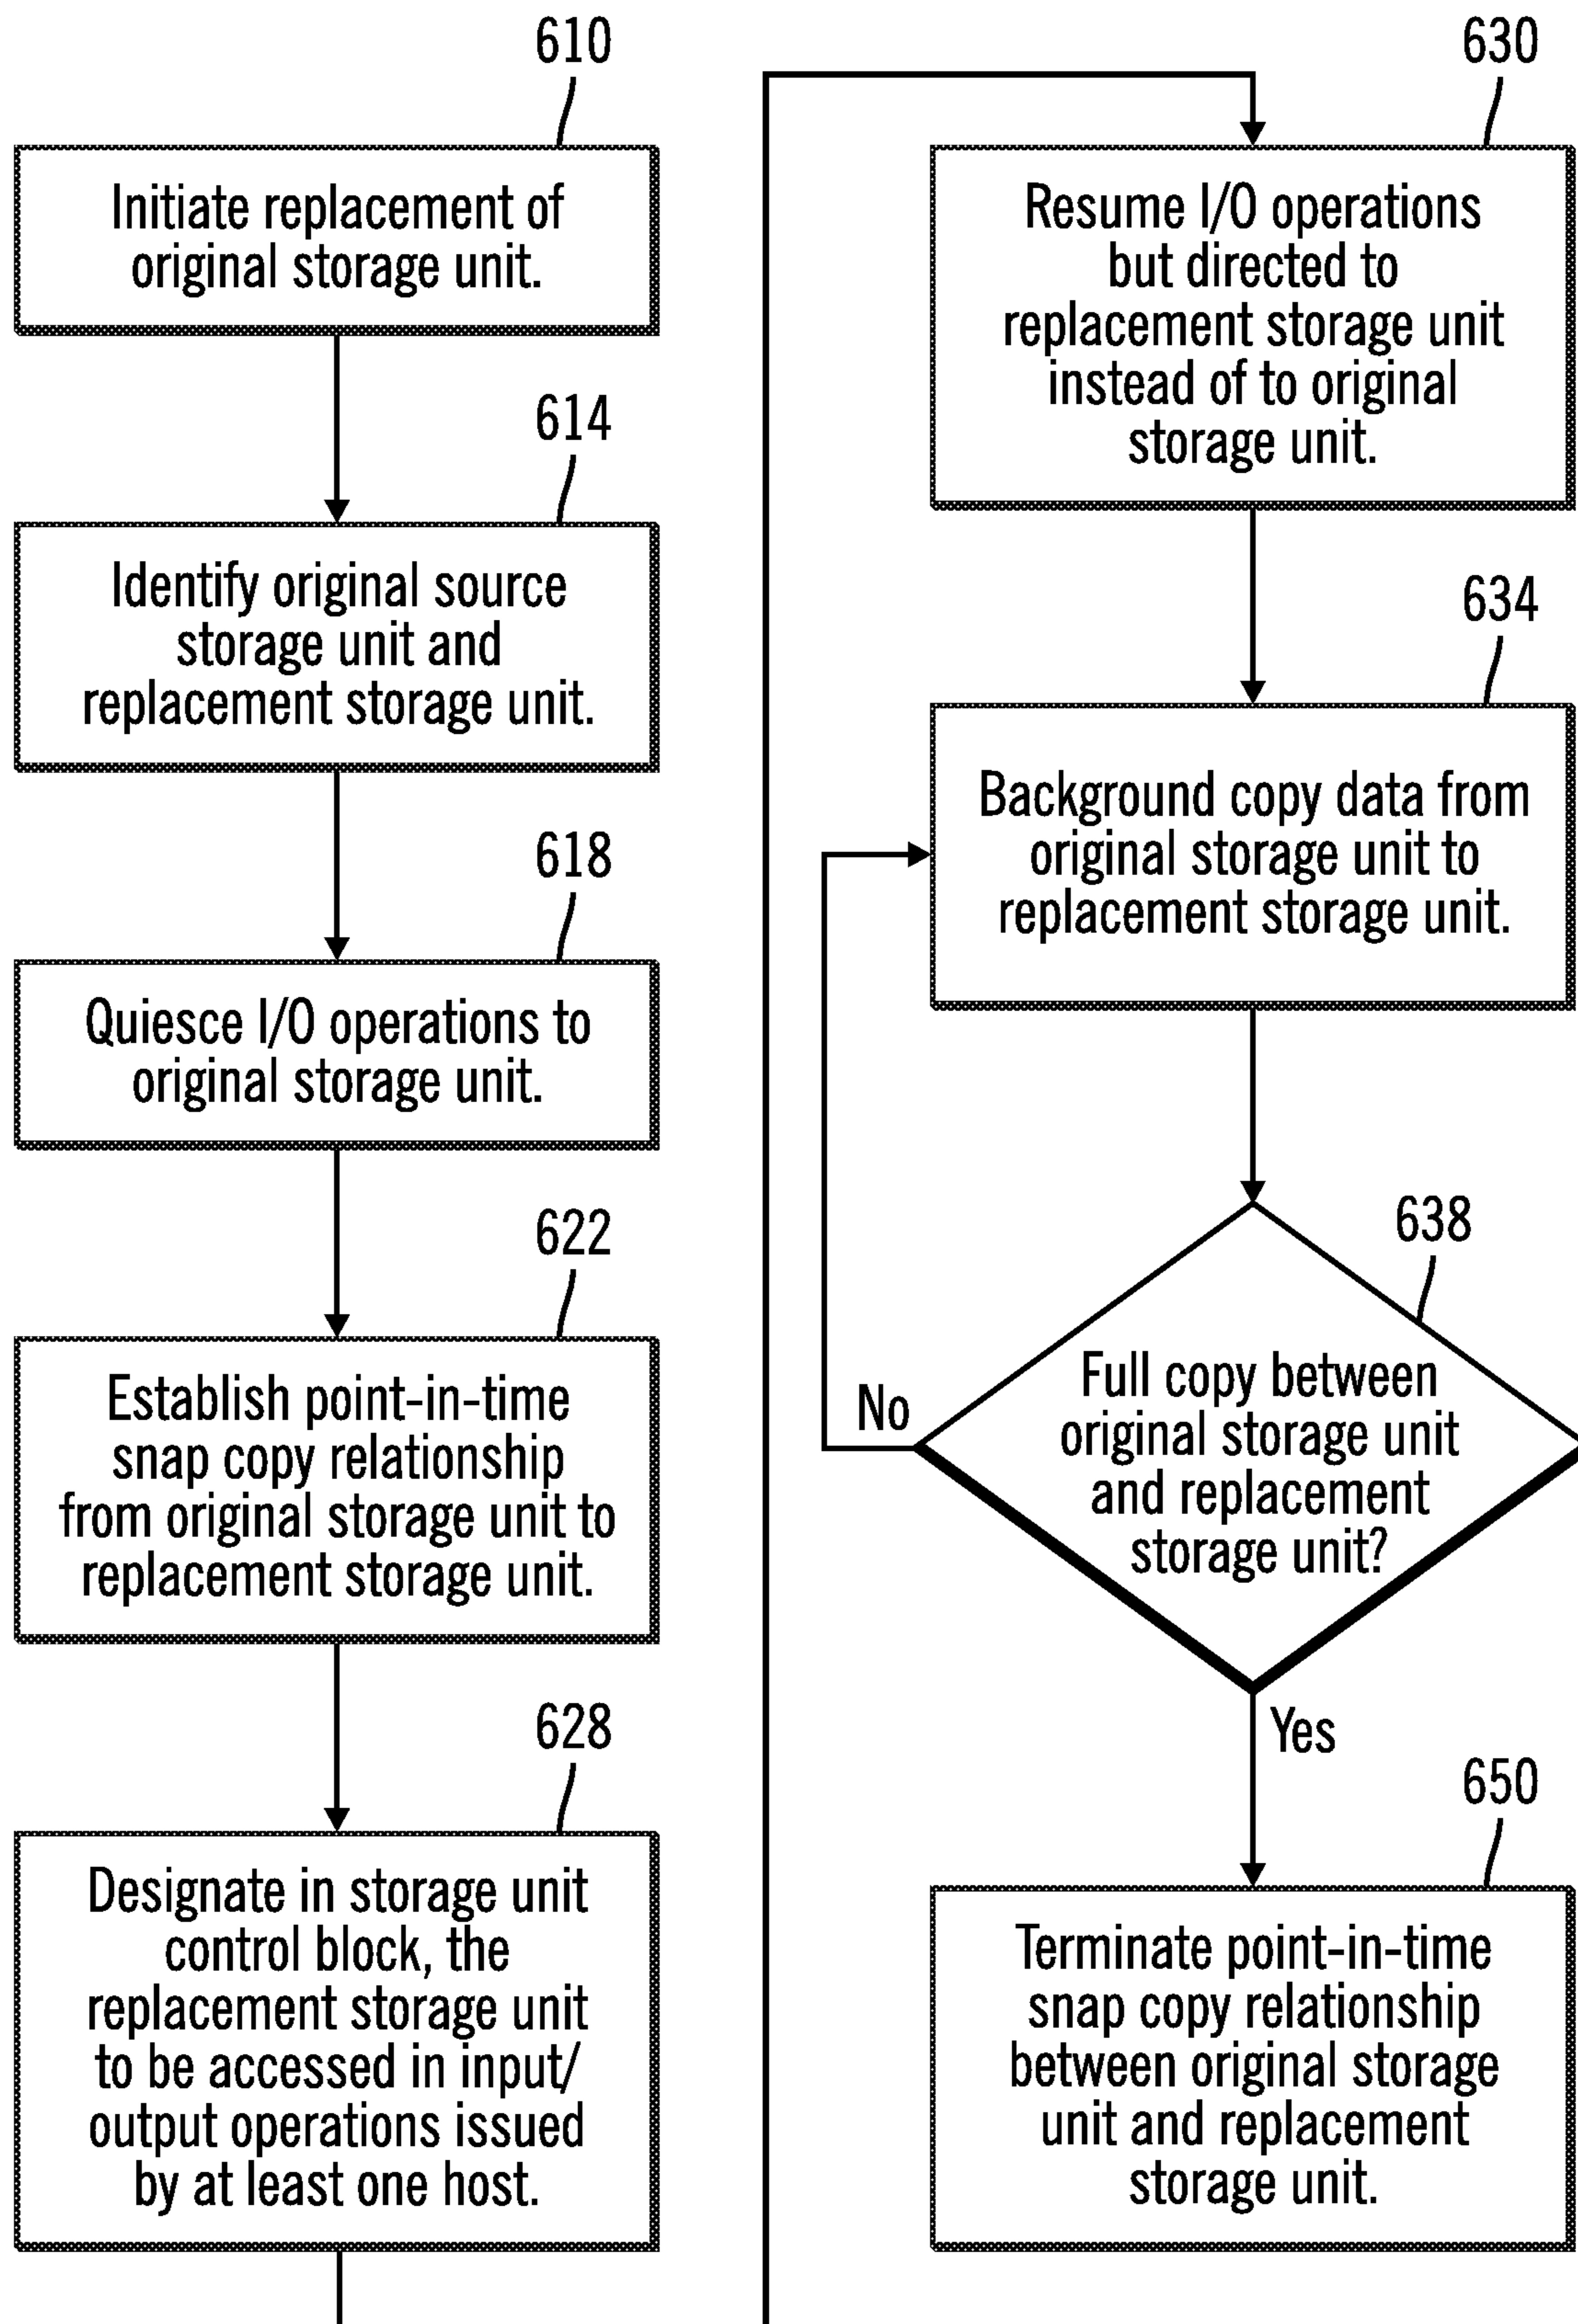 610
Initiate replacement of
original storage unit.
614
Identify original source
storage unit and
replacement storage unit.
618
Quiesce I/O operations to
original storage unit.
622
Establish point-in-time
snap copy relationship
from original storage unit to
replacement storage unit.
628
Designate in storage unit
control block, the
replacement storage unit
to be accessed in input/
output operations issued
by at least one host.
630
Resume I/O operations
but directed to
replacement storage unit
instead of to original
storage unit.
634
Background copy data from
original storage unit to
replacement storage unit.
638
Full copy between
original storage unit
and replacement
storage unit?
No
Yes
650
Terminate point-in-time
snap copy relationship
between original storage
unit and replacement
storage unit.